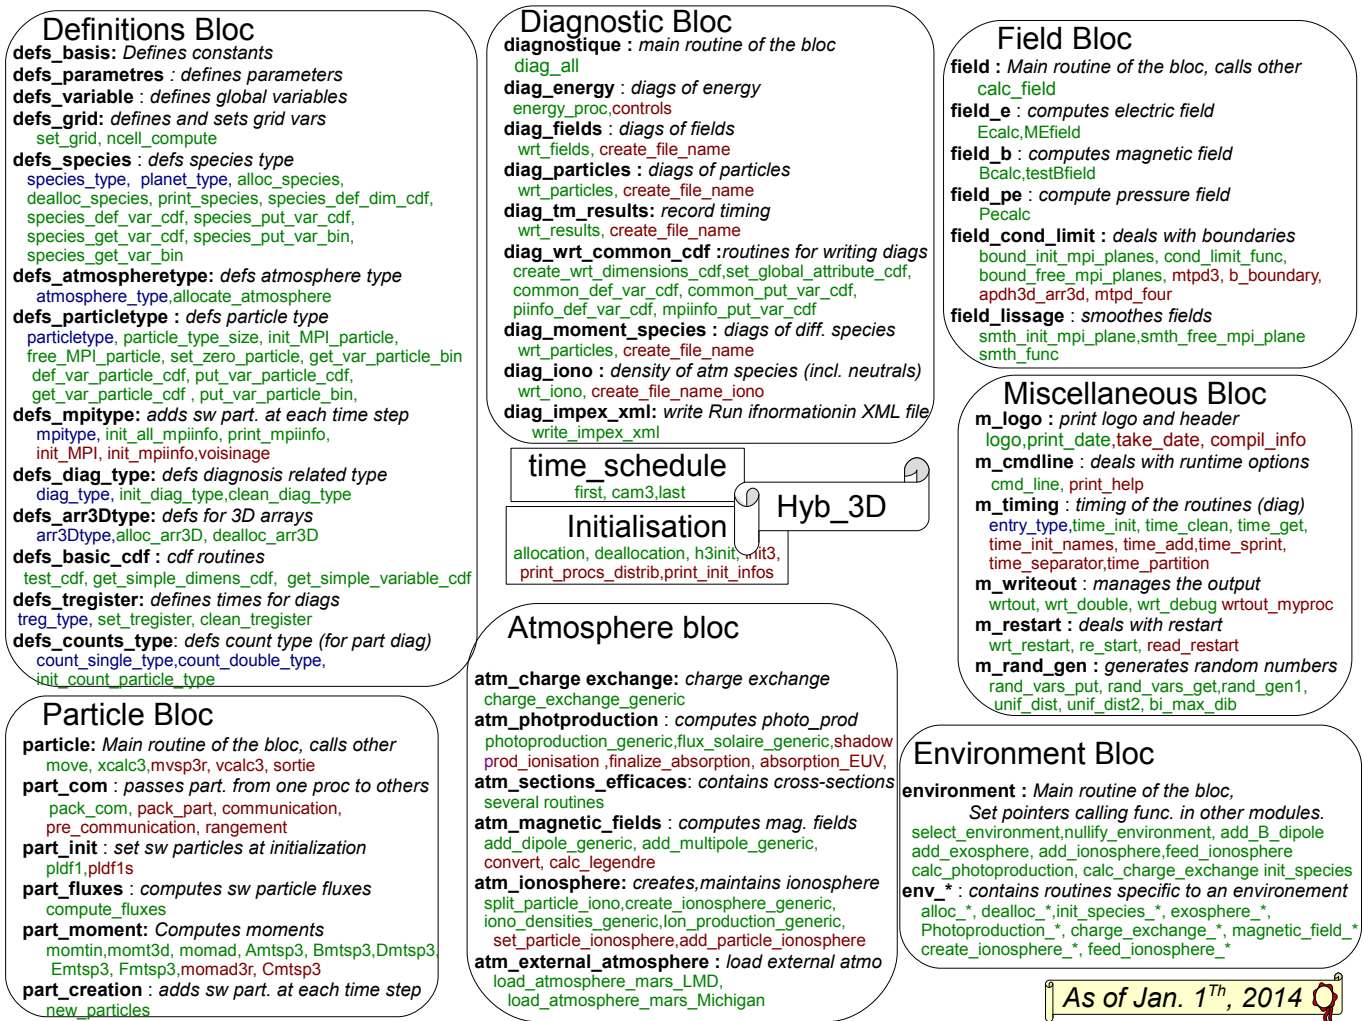 Definitions Bloc
defs_basis: Defines constants
defs_parametres : defines parameters
defs_variable : defines global variables
defs_grid: defines and sets grid vars
set_grid, ncell_compute
defs_species : defs species type
species_type, planet_type, alloc_species,
dealloc_species, print_species, species_def_dim_cdf,
species_def_var_cdf, species_put_var_cdf,
species_get_var_cdf, species_put_var_bin,
species_get_var_bin
defs_atmospheretype: defs atmosphere type
atmosphere_type,allocate_atmosphere
defs_particletype : defs particle type
particletype, particle_type_size, init_MPI_particle,
free_MPI_particle, set_zero_particle, get_var_particle_bin
def_var_particle_cdf, put_var_particle_cdf,
get_var_particle_cdf , put_var_particle_bin,
defs_mpitype: adds sw part. at each time step
mpitype, init_all_mpiinfo, print_mpiinfo,
init_MPI, init_mpiinfo,voisinage
defs_diag_type: defs diagnosis related type
diag_type, init_diag_type,clean_diag_type
defs_arr3Dtype: defs for 3D arrays
arr3Dtype,alloc_arr3D, dealloc_arr3D
defs_basic_cdf : cdf routines
test_cdf, get_simple_dimens_cdf, get_simple_variable_cdf
defs_tregister: defines times for diags
treg_type, set_tregister, clean_tregister
defs_counts_type: defs count type (for part diag)
count_single_type,count_double_type,
init_count_particle_type
Particle Bloc
particle: Main routine of the bloc, calls other
move, xcalc3,mvsp3r, vcalc3, sortie
part_com : passes part. from one proc to others
pack_com, pack_part, communication,
pre_communication, rangement
part_init : set sw particles at initialization
pldf1,pldf1s
part_fluxes : computes sw particle fluxes
compute_fluxes
part_moment: Computes moments
momtin,momt3d, momad, Amtsp3, Bmtsp3,Dmtsp3,
Emtsp3, Fmtsp3,momad3r, Cmtsp3
part_creation : adds sw part. at each time step
new_particles
Diagnostic Bloc
diagnostique : main routine of the bloc
diag_all
diag_energy : diags of energy
energy_proc,controls
diag_fields : diags of fields
wrt_fields, create_file_name
diag_particles : diags of particles
wrt_particles, create_file_name
diag_tm_results: record timing
wrt_results, create_file_name
diag_wrt_common_cdf :routines for writing diags
create_wrt_dimensions_cdf,set_global_attribute_cdf,
common_def_var_cdf, common_put_var_cdf,
piinfo_def_var_cdf, mpiinfo_put_var_cdf
diag_moment_species : diags of diff. species
wrt_particles, create_file_name
diag_iono : density of atm species (incl. neutrals)
wrt_iono, create_file_name_iono
diag_impex_xml: write Run ifnormationin XML file
write_impex_xml
time_schedule
first, cam3,last
Hyb_3D
Initialisation
allocation, deallocation, h3init, init3,
print_procs_distrib,print_init_infos
Atmosphere bloc
atm_charge exchange: charge exchange
charge_exchange_generic
atm_photproduction : computes photo_prod
photoproduction_generic,flux_solaire_generic,shadow
prod_ionisation ,finalize_absorption, absorption_EUV,
atm_sections_efficaces: contains cross-sections
several routines
atm_magnetic_fields : computes mag. fields
add_dipole_generic, add_multipole_generic,
convert, calc_legendre
atm_ionosphere: creates,maintains ionosphere
split_particle_iono,create_ionosphere_generic,
iono_densities_generic,Ion_production_generic,
set_particle_ionosphere,add_particle_ionosphere
atm_external_atmosphere : load external atmo
load_atmosphere_mars_LMD,
load_atmosphere_mars_Michigan
Field Bloc
field : Main routine of the bloc, calls other
calc_field
field_e : computes electric field
Ecalc,MEfield
field_b : computes magnetic field
Bcalc,testBfield
field_pe : compute pressure field
Pecalc
field_cond_limit : deals with boundaries
bound_init_mpi_planes, cond_limit_func,
bound_free_mpi_planes, mtpd3, b_boundary,
apdh3d_arr3d, mtpd_four
field_lissage : smoothes fields
smth_init_mpi_plane,smth_free_mpi_plane
smth_func
Miscellaneous Bloc
m_logo : print logo and header
logo,print_date,take_date, compil_info
m_cmdline : deals with runtime options
cmd_line, print_help
m_timing : timing of the routines (diag)
entry_type,time_init, time_clean, time_get,
time_init_names, time_add,time_sprint,
time_separator,time_partition
m_writeout : manages the output
wrtout, wrt_double, wrt_debug wrtout_myproc
m_restart : deals with restart
wrt_restart, re_start, read_restart
m_rand_gen : generates random numbers
rand_vars_put, rand_vars_get,rand_gen1,
unif_dist, unif_dist2, bi_max_dib
Environment Bloc
environment : Main routine of the bloc,
Set pointers calling func. in other modules.
select_environment,nullify_environment, add_B_dipole
add_exosphere, add_ionosphere,feed_ionosphere
calc_photoproduction, calc_charge_exchange init_species
env_* : contains routines specific to an environement
alloc_*, dealloc_*,init_species_*, exosphere_*,
Photoproduction_*, charge_exchange_*, magnetic_field_*
create_ionosphere_*, feed_ionosphere_*
As of Jan. 1Th, 2014